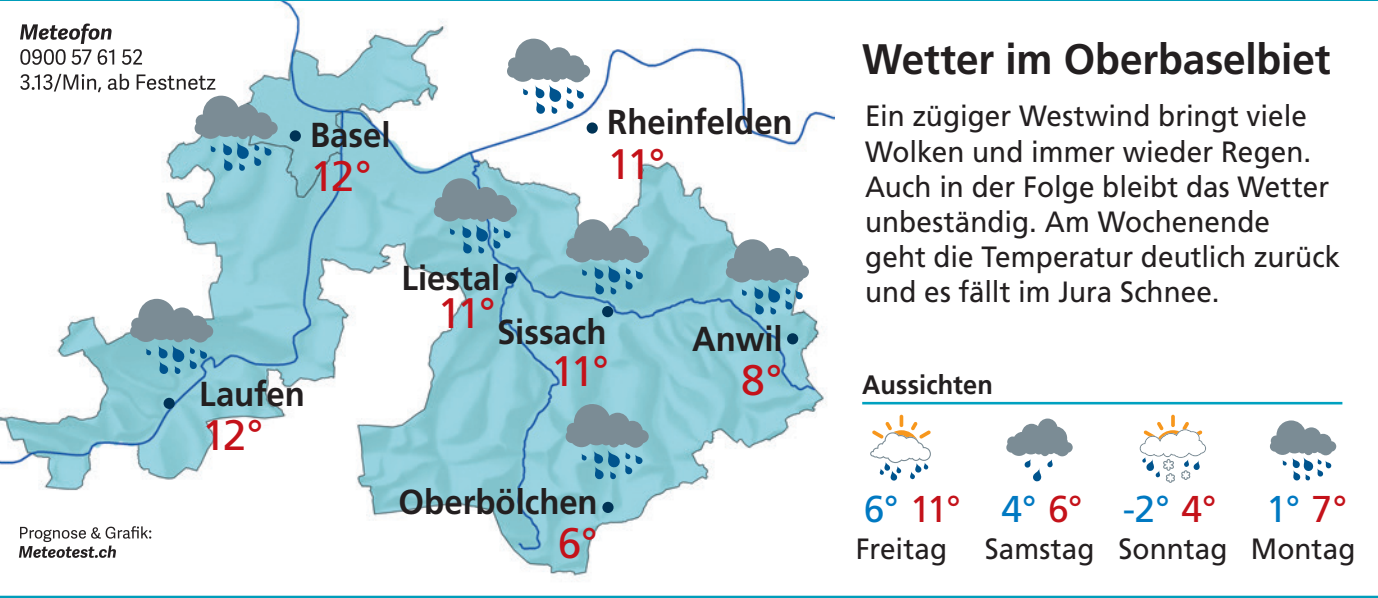 Meteofon
0900 57 61 52
3.13/Min, ab Festnetz
Basel
12°
Rheinfelden
11°
Liestal
11°
Sissach
11°
Anwil
8°
Laufen
12°
Oberbölchen
6°
Prognose & Grafik:
Meteotest.ch
Wetter im Oberbaselbiet
Ein zügiger Westwind bringt viele
Wolken und immer wieder Regen.
Auch in der Folge bleibt das Wetter
unbeständig. Am Wochenende
geht die Temperatur deutlich zurück
und es fällt im Jura Schnee.
Aussichten
6° 11° 4° 6° -2° 4° 1° 7°
Freitag Samstag Sonntag Montag